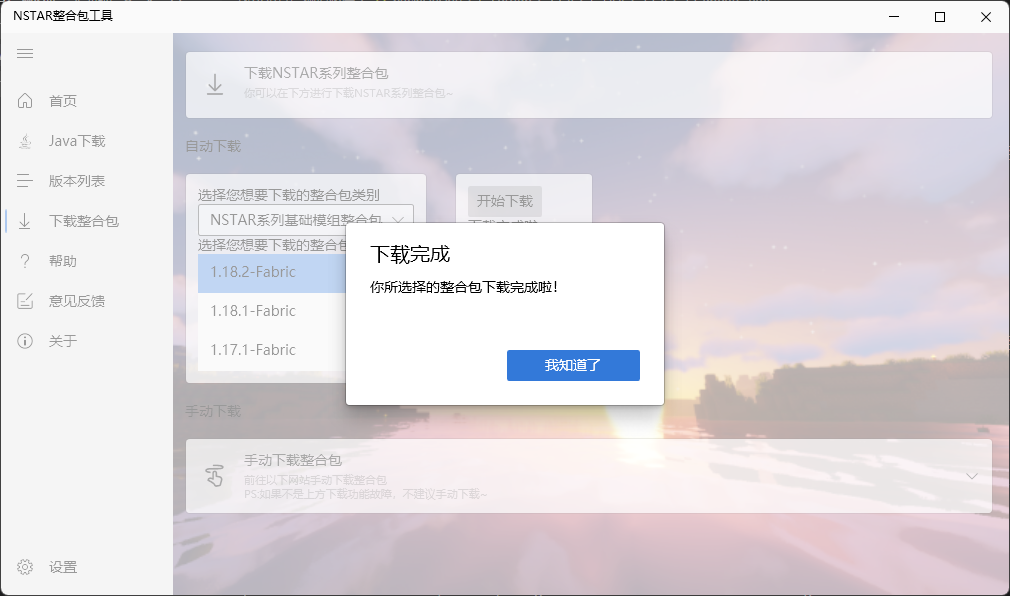 NSTAR整合包工具
首页
Java下载
版本列表
下载整合包
帮助
意见反馈
关于
设置
下载NSTAR系列整合包
你可以在下方进行下载NSTAR系列整合包~
自动下载
选择您想要下载的整合包类别
NSTAR系列基础模组整合包
选择您想要下载的整合包
1.18.2-Fabric
1.18.1-Fabric
1.17.1-Fabric
开始下载
下载完成
你所选择的整合包下载完成啦！
我知道了
手动下载
手动下载整合包
前往以下网站手动下载整合包
PS:如果不是上方下载功能故障，不建议手动下载~